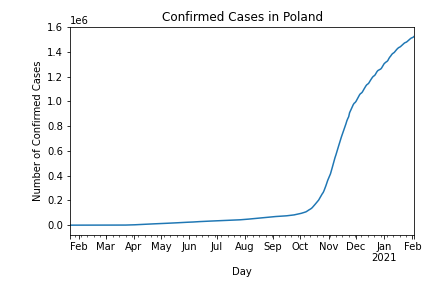 Confirmed Cases in Poland
1e6
1.6
1.4
1.2
1.0
0.8
0.6
0.4
0.2
0.0
Number of Confirmed Cases
Feb Mar Apr May Jun Jul Aug Sep Oct Nov Dec Jan Feb
2021
Day